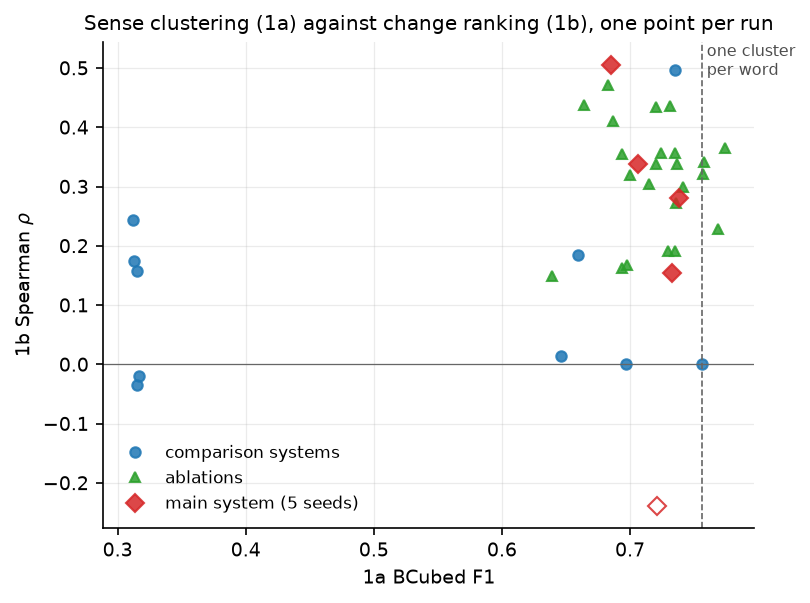 Sense clustering (1a) against change ranking (1b), one point per run
one cluster
per word
0.5
0.4
0.3
0.2
0.1
0.0
−0.1
−0.2
1b Spearman ρ
comparison systems
ablations
main system (5 seeds)
0.3 0.4 0.5 0.6 0.7
1a BCubed F1